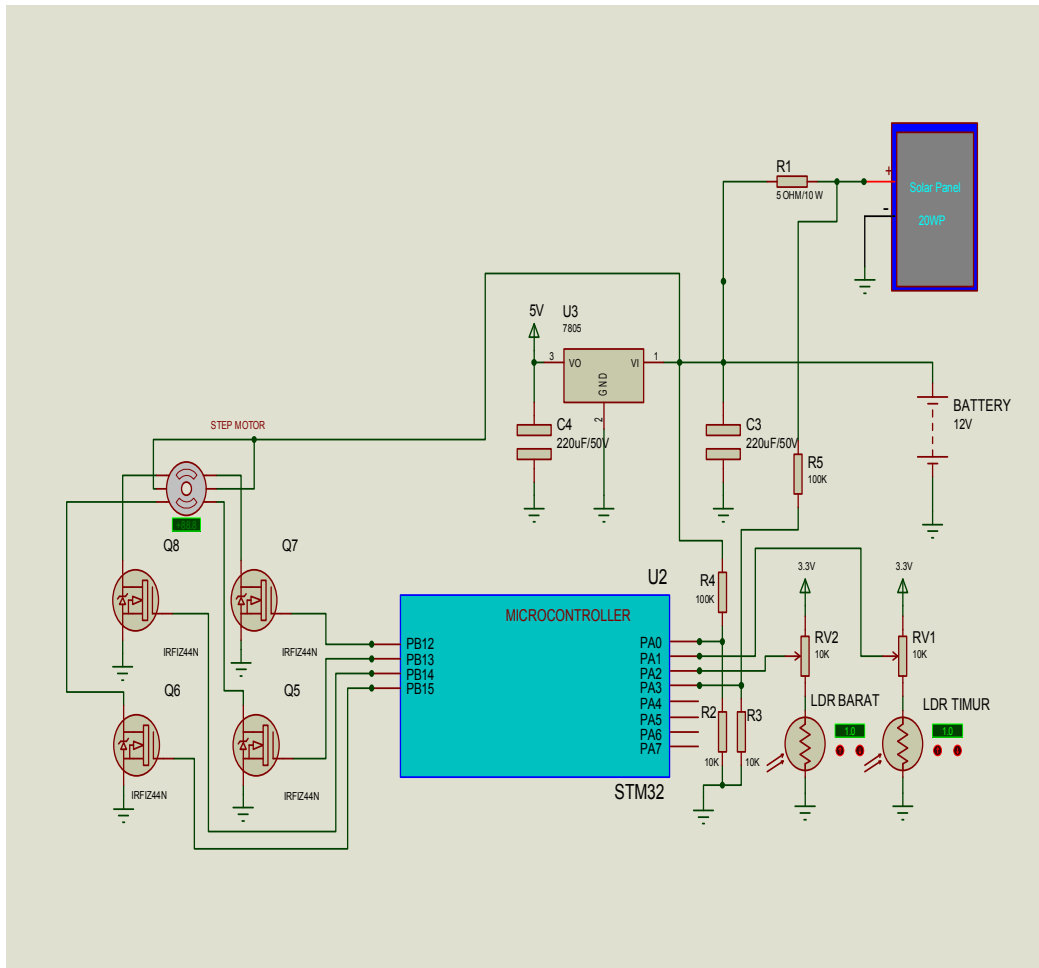 R1
5 OHM/10 W
+
-
Solar Panel
20WP
5V
U3
7805
3
VO
VI
1
GND
2
C4
220uF/50V
C3
220uF/50V
BATTERY
12V
R5
100K
STEP MOTOR
Q8
Q7
IRFIZ44N
IRFIZ44N
Q6
Q5
IRFIZ44N
IRFIZ44N
U2
MICROCONTROLLER
PB12
PB13
PB14
PB15
PA0
PA1
PA2
PA3
PA4
PA5
PA6
PA7
STM32
R4
100K
R2
10K
R3
10K
3.3V
3.3V
RV2
10K
RV1
10K
LDR BARAT
LDR TIMUR
1.0
1.0